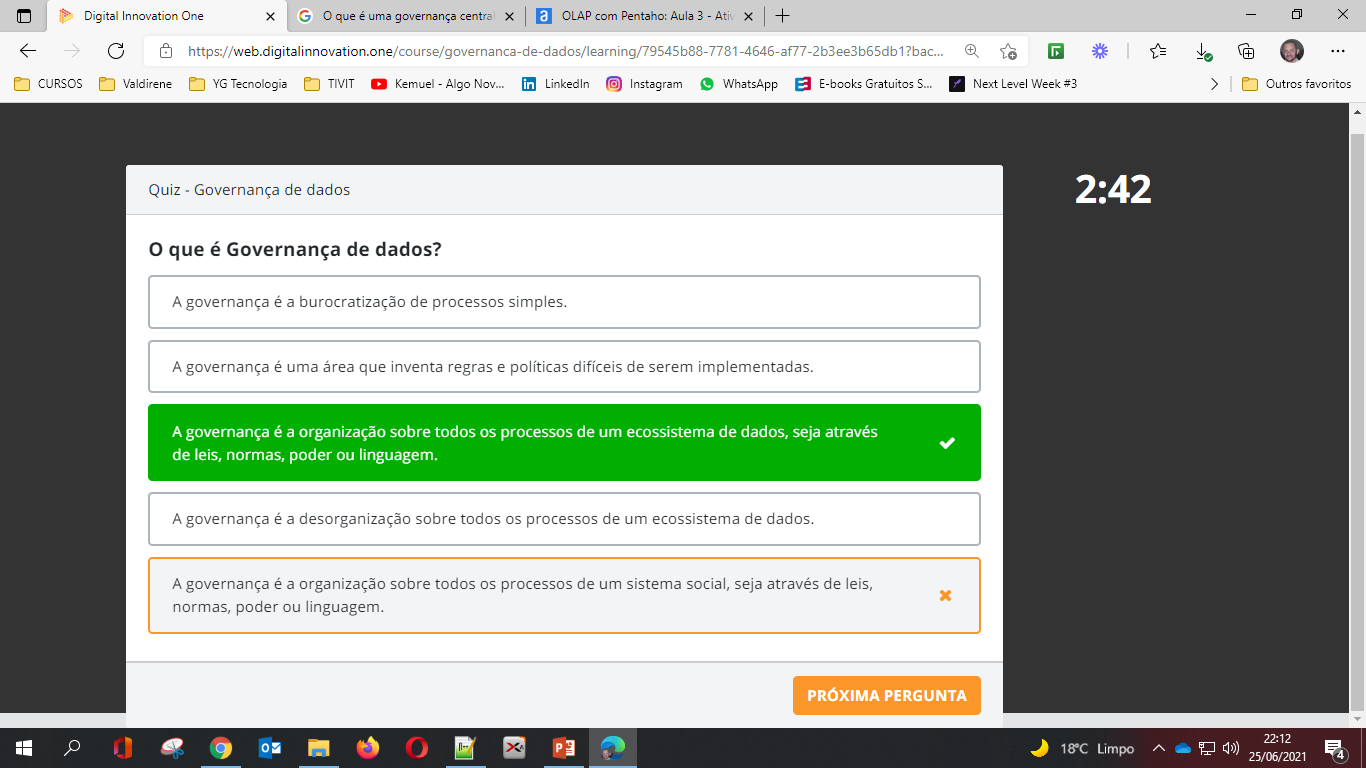 Digital Innovation One
O que é uma governança central
OLAP com Pentaho: Aula 3 - Ativ
https://web.digitalinnovation.one/course/governanca-de-dados/learning/79545b88-7781-4646-af77-2b3ee3b65db1?bac...
CURSOS
Valdirene
YG Tecnologia
TIVIT
Kemuel - Algo Nov...
LinkedIn
Instagram
WhatsApp
E-books Gratuitos S...
Next Level Week #3
Outros favoritos
Quiz - Governança de dados
2:42
O que é Governança de dados?
A governança é a burocratização de processos simples.
A governança é uma área que inventa regras e políticas difíceis de serem implementadas.
A governança é a organização sobre todos os processos de um ecossistema de dados, seja através
de leis, normas, poder ou linguagem.
A governança é a desorganização sobre todos os processos de um ecossistema de dados.
A governança é a organização sobre todos os processos de um sistema social, seja através de leis,
normas, poder ou linguagem.
PRÓXIMA PERGUNTA
18°C Limpo
22:12
25/06/2021
4